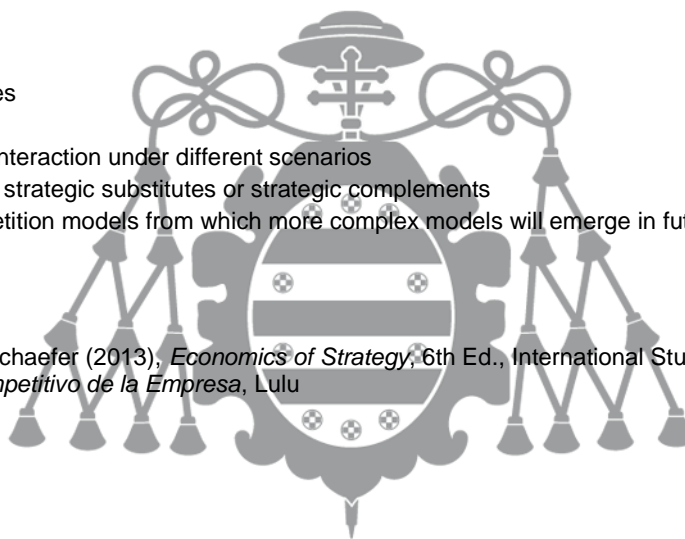 es
nteraction under different scenarios
strategic substitutes or strategic complements
etition models from which more complex models will emerge in fut
chaefer (2013), Economics of Strategy, 6th Ed., International Stu
mpetitivo de la Empresa, Lulu